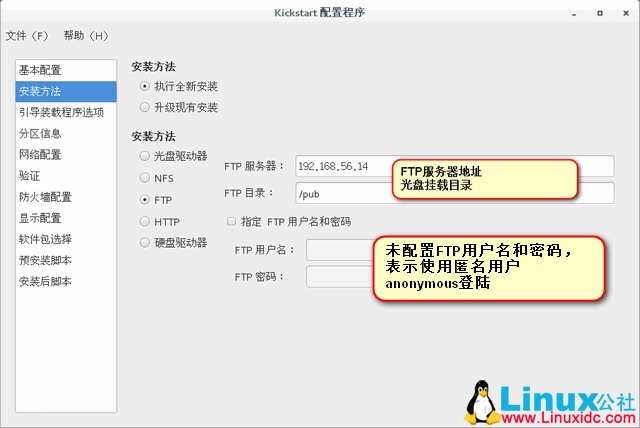 Kickstart 配置程序
文件（F） 帮助（H）
基本配置
安装方法
引导装载程序选项
分区信息
网络配置
验证
防火墙配置
显示配置
软件包选择
预安装脚本
安装后脚本
安装方法
执行全新安装
升级现有安装
安装方法
光盘驱动器
NFS
FTP
HTTP
硬盘驱动器
FTP 服务器： 192.168.56.14
FTP 目录： /pub
指定 FTP 用户名和密码
FTP 用户名：
FTP 密码：
FTP服务器地址
光盘挂载目录
未配置FTP用户名和密码，
表示使用匿名用户
anonymous登陆
Linux公社
www.Linuxidc.com